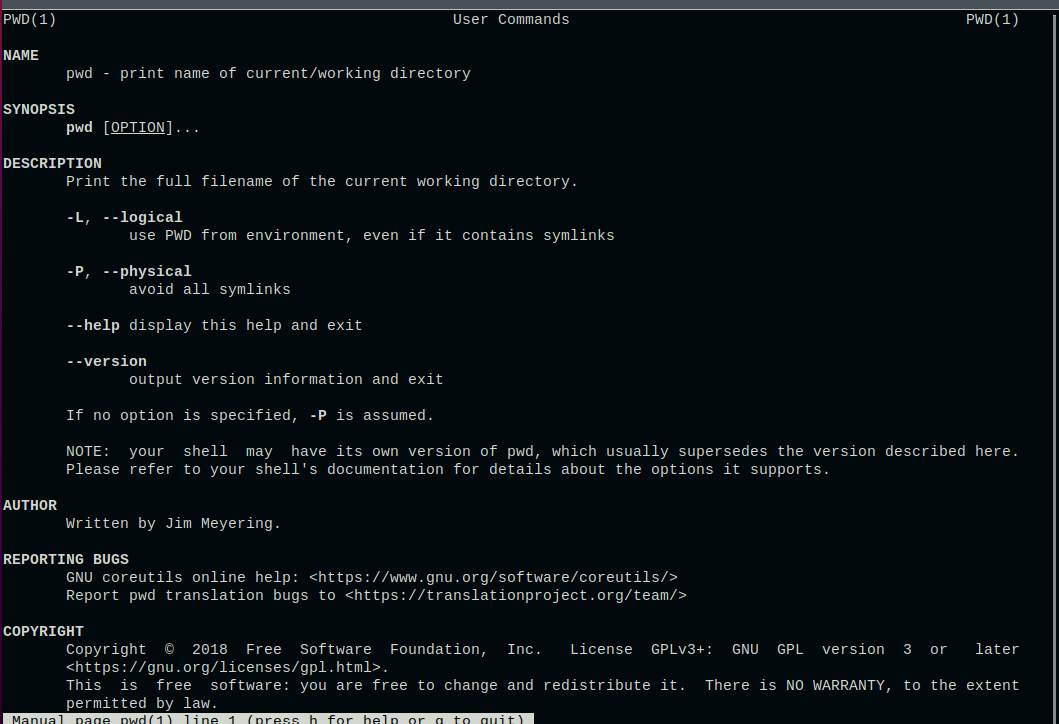 PWD(1) User Commands PWD(1)
NAME
pwd - print name of current/working directory
SYNOPSIS
pwd [OPTION]...
DESCRIPTION
Print the full filename of the current working directory.
-L, --logical
use PWD from environment, even if it contains symlinks
-P, --physical
avoid all symlinks
--help display this help and exit
--version
output version information and exit
If no option is specified, -P is assumed.
NOTE: your shell may have its own version of pwd, which usually supersedes the version described here.
Please refer to your shell's documentation for details about the options it supports.
AUTHOR
Written by Jim Meyering.
REPORTING BUGS
GNU coreutils online help: <https://www.gnu.org/software/coreutils/>
Report pwd translation bugs to <https://translationproject.org/team/>
COPYRIGHT
Copyright © 2018 Free Software Foundation, Inc. License GPLv3+: GNU GPL version 3 or later
<https://gnu.org/licenses/gpl.html>.
This is free software: you are free to change and redistribute it. There is NO WARRANTY, to the extent
permitted by law.
Manual page pwd(1) line 1 (press h for help or q to quit)